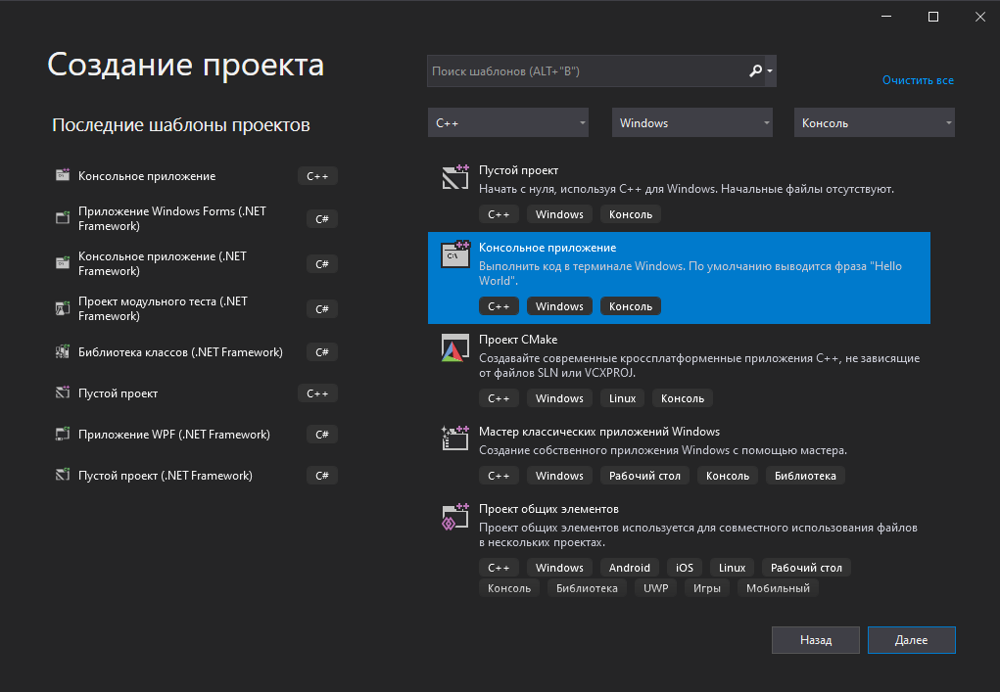 Создание проекта
Последние шаблоны проектов
Консольное приложение C++
Приложение Windows Forms (.NET
Framework) C#
Консольное приложение (.NET
Framework) C#
Проект модульного теста (.NET
Framework) C#
Библиотека классов (.NET Framework) C#
Пустой проект C++
Приложение WPF (.NET Framework) C#
Пустой проект (.NET Framework) C#
Поиск шаблонов (ALT+"B")
Очистить все
C++ Windows Консоль
Пустой проект
Начать с нуля, используя C++ для Windows. Начальные файлы отсутствуют.
C++ Windows Консоль
Консольное приложение
Выполнить код в терминале Windows. По умолчанию выводится фраза "Hello
World".
C++ Windows Консоль
Проект CMake
Создавайте современные кроссплатформенные приложения C++, не зависящие
от файлов SLN или VCXPROJ.
C++ Windows Linux Консоль
Мастер классических приложений Windows
Создание собственного приложения Windows с помощью мастера.
C++ Windows Рабочий стол Консоль Библиотека
Проект общих элементов
Проект общих элементов используется для совместного использования файлов
в нескольких проектах.
C++ Windows Android iOS Linux Рабочий стол
Консоль Библиотека UWP Игры Мобильный
Назад Далее